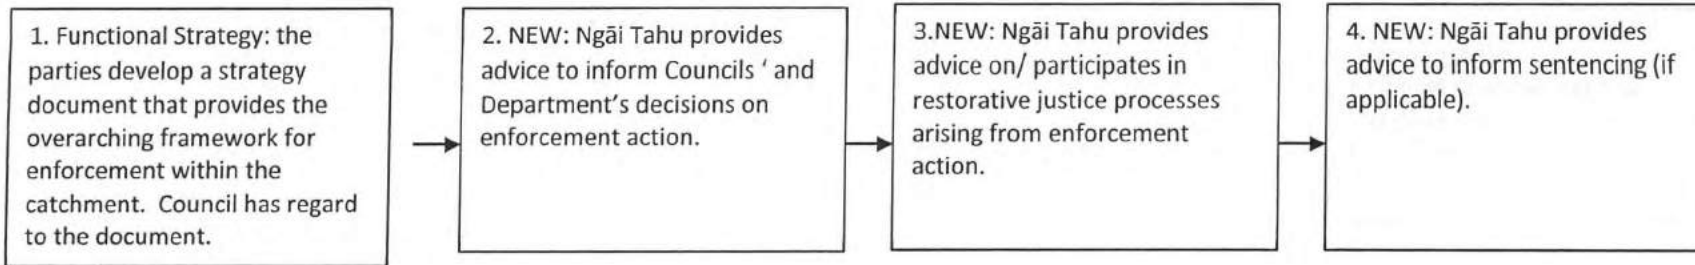 1. Functional Strategy: the
parties develop a strategy
document that provides the
overarching framework for
enforcement within the
catchment.  Council has regard
to the document.
2. NEW: Ngāi Tahu provides
advice to inform Councils ‘ and
Department’s decisions on
enforcement action.
3.NEW: Ngāi Tahu provides
advice on/ participates in
restorative justice processes
arising from enforcement
action.
4. NEW: Ngāi Tahu provides
advice to inform sentencing (if
applicable).